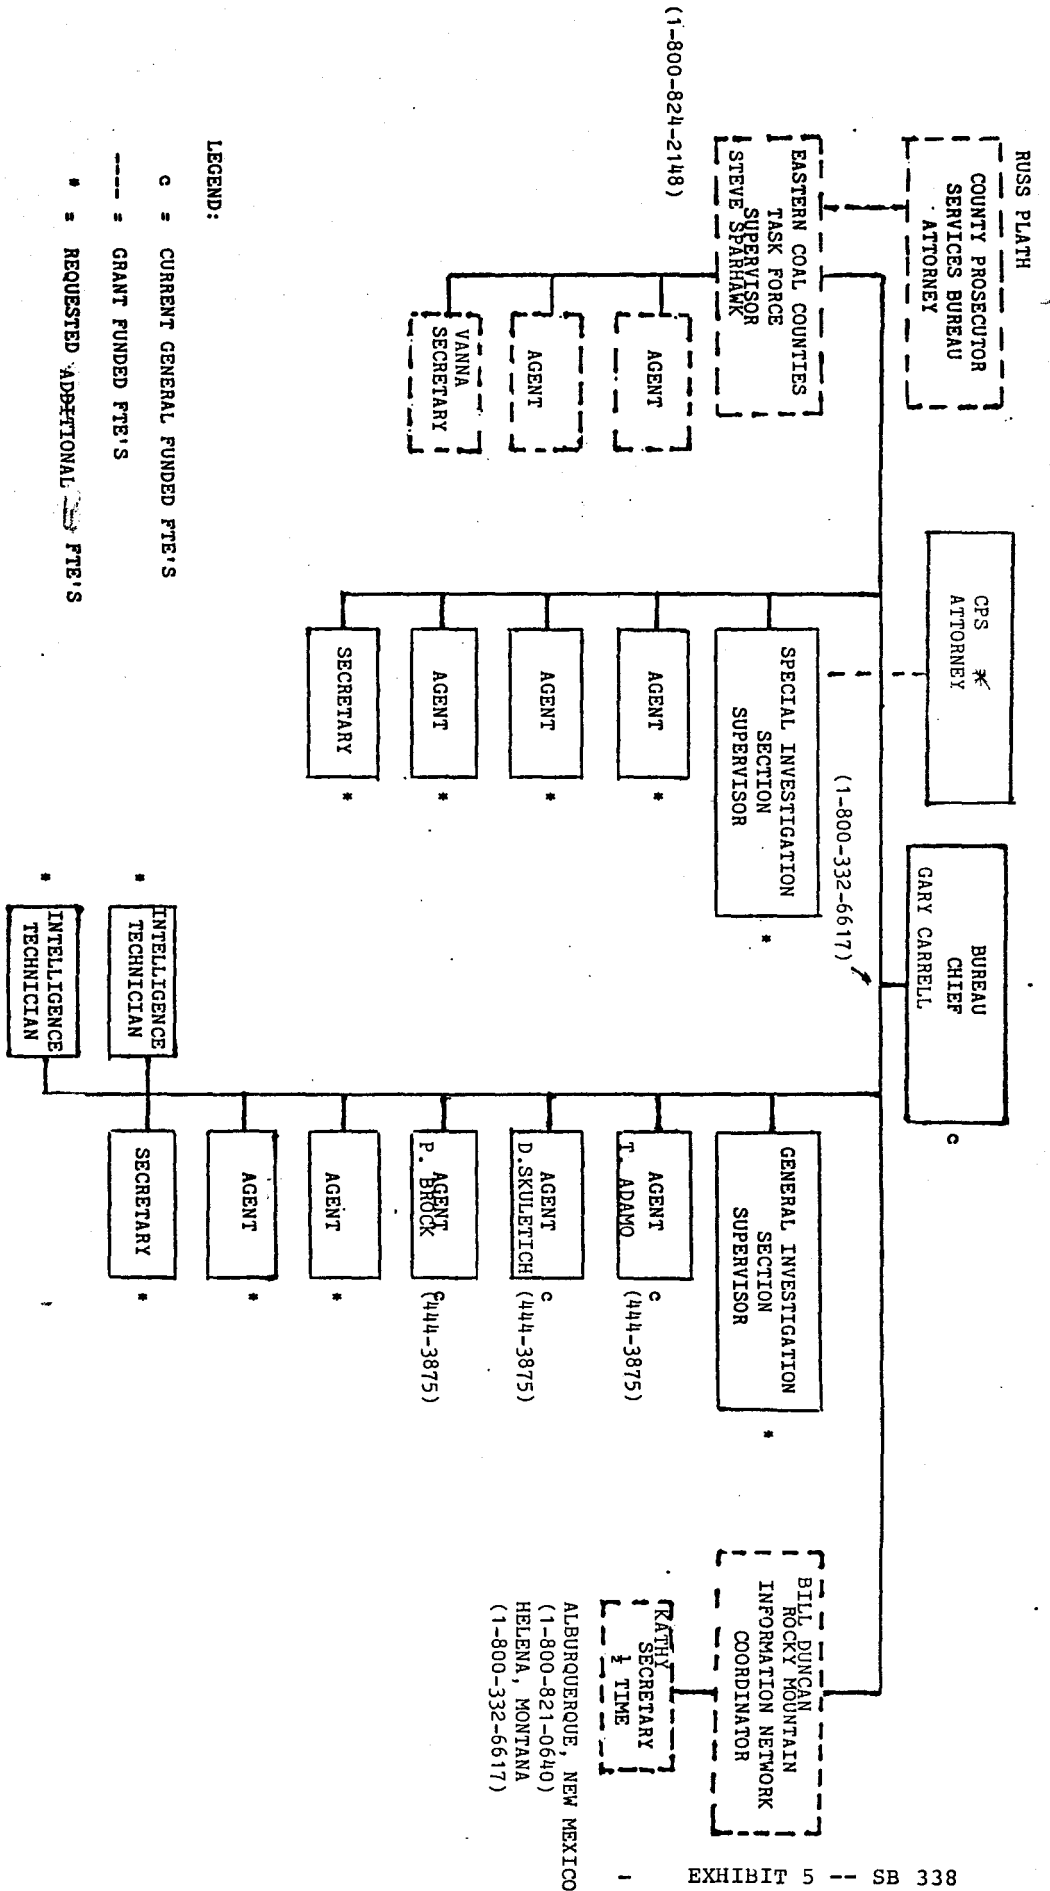 RUSS PLATH
COUNTY PROSECUTOR
SERVICES BUREAU
ATTORNEY
CPS *
ATTORNEY
BUREAU
CHIEF
GARY CARRELL
c
(1-800-332-6617)
EASTERN COAL COUNTIES
TASK FORCE
SUPERVISOR
STEVE SPARHAWK
(1-800-824-2148)
AGENT
AGENT
VANNA
SECRETARY
SPECIAL INVESTIGATION
SECTION
SUPERVISOR
*
AGENT
*
AGENT
*
AGENT
*
SECRETARY
*
GENERAL INVESTIGATION
SECTION
SUPERVISOR
*
AGENT
T. ADAMO
c
(444-3875)
AGENT
D.SKULETICH
c
(444-3875)
AGENT
P. BROCK
c
(444-3875)
AGENT
*
AGENT
*
SECRETARY
*
* INTELLIGENCE
TECHNICIAN
* INTELLIGENCE
TECHNICIAN
BILL DUNCAN
ROCKY MOUNTAIN
INFORMATION NETWORK
COORDINATOR
KATHY
SECRETARY
½ TIME
ALBURQUERQUE, NEW MEXICO
(1-800-821-0640)
HELENA, MONTANA
(1-800-332-6617)
LEGEND:
c = CURRENT GENERAL FUNDED FTE'S
---- = GRANT FUNDED FTE'S
* = REQUESTED ADDITIONAL FTE'S
EXHIBIT 5 -- SB 338